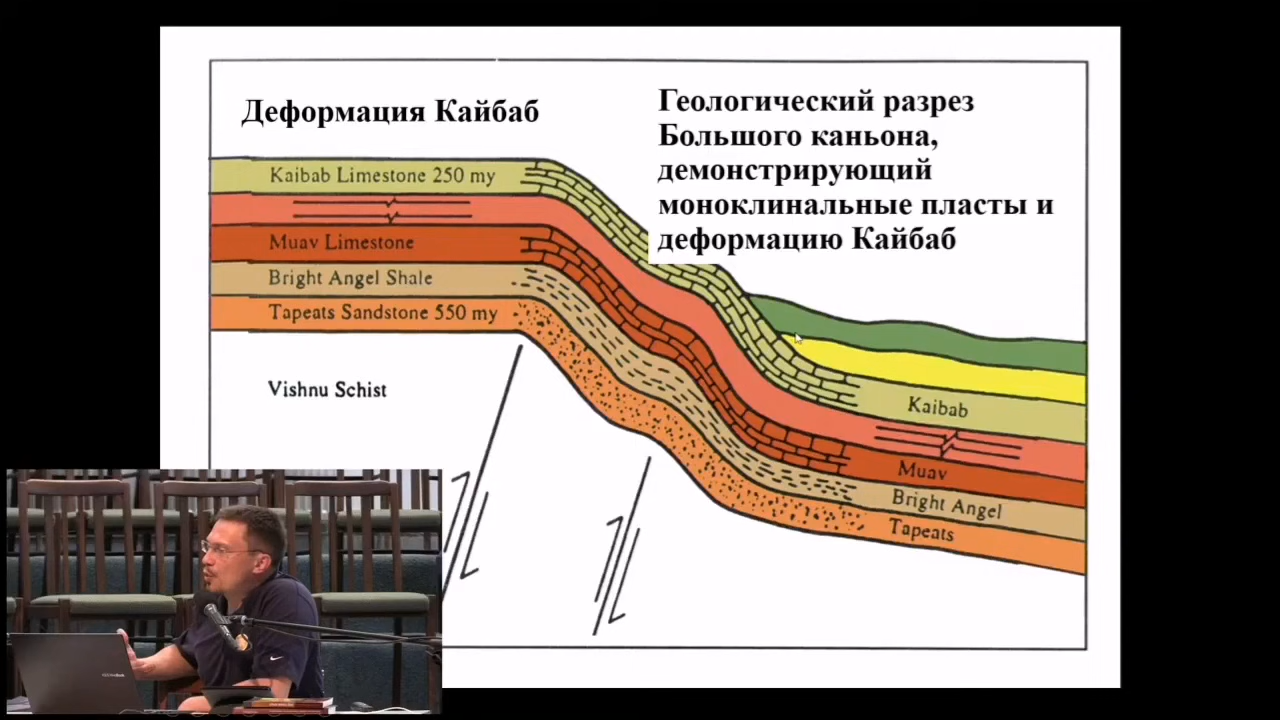 Деформация Кайбаб
Геологический разрез
Большого каньона,
демонстрирующий
моноклинальные пласты и
деформацию Кайбаб
Kaibab Limestone 250 my
Muav Limestone
Bright Angel Shale
Tapeats Sandstone 550 my
Vishnu Schist
Kaibab
Muav
Bright Angel
Tapeats